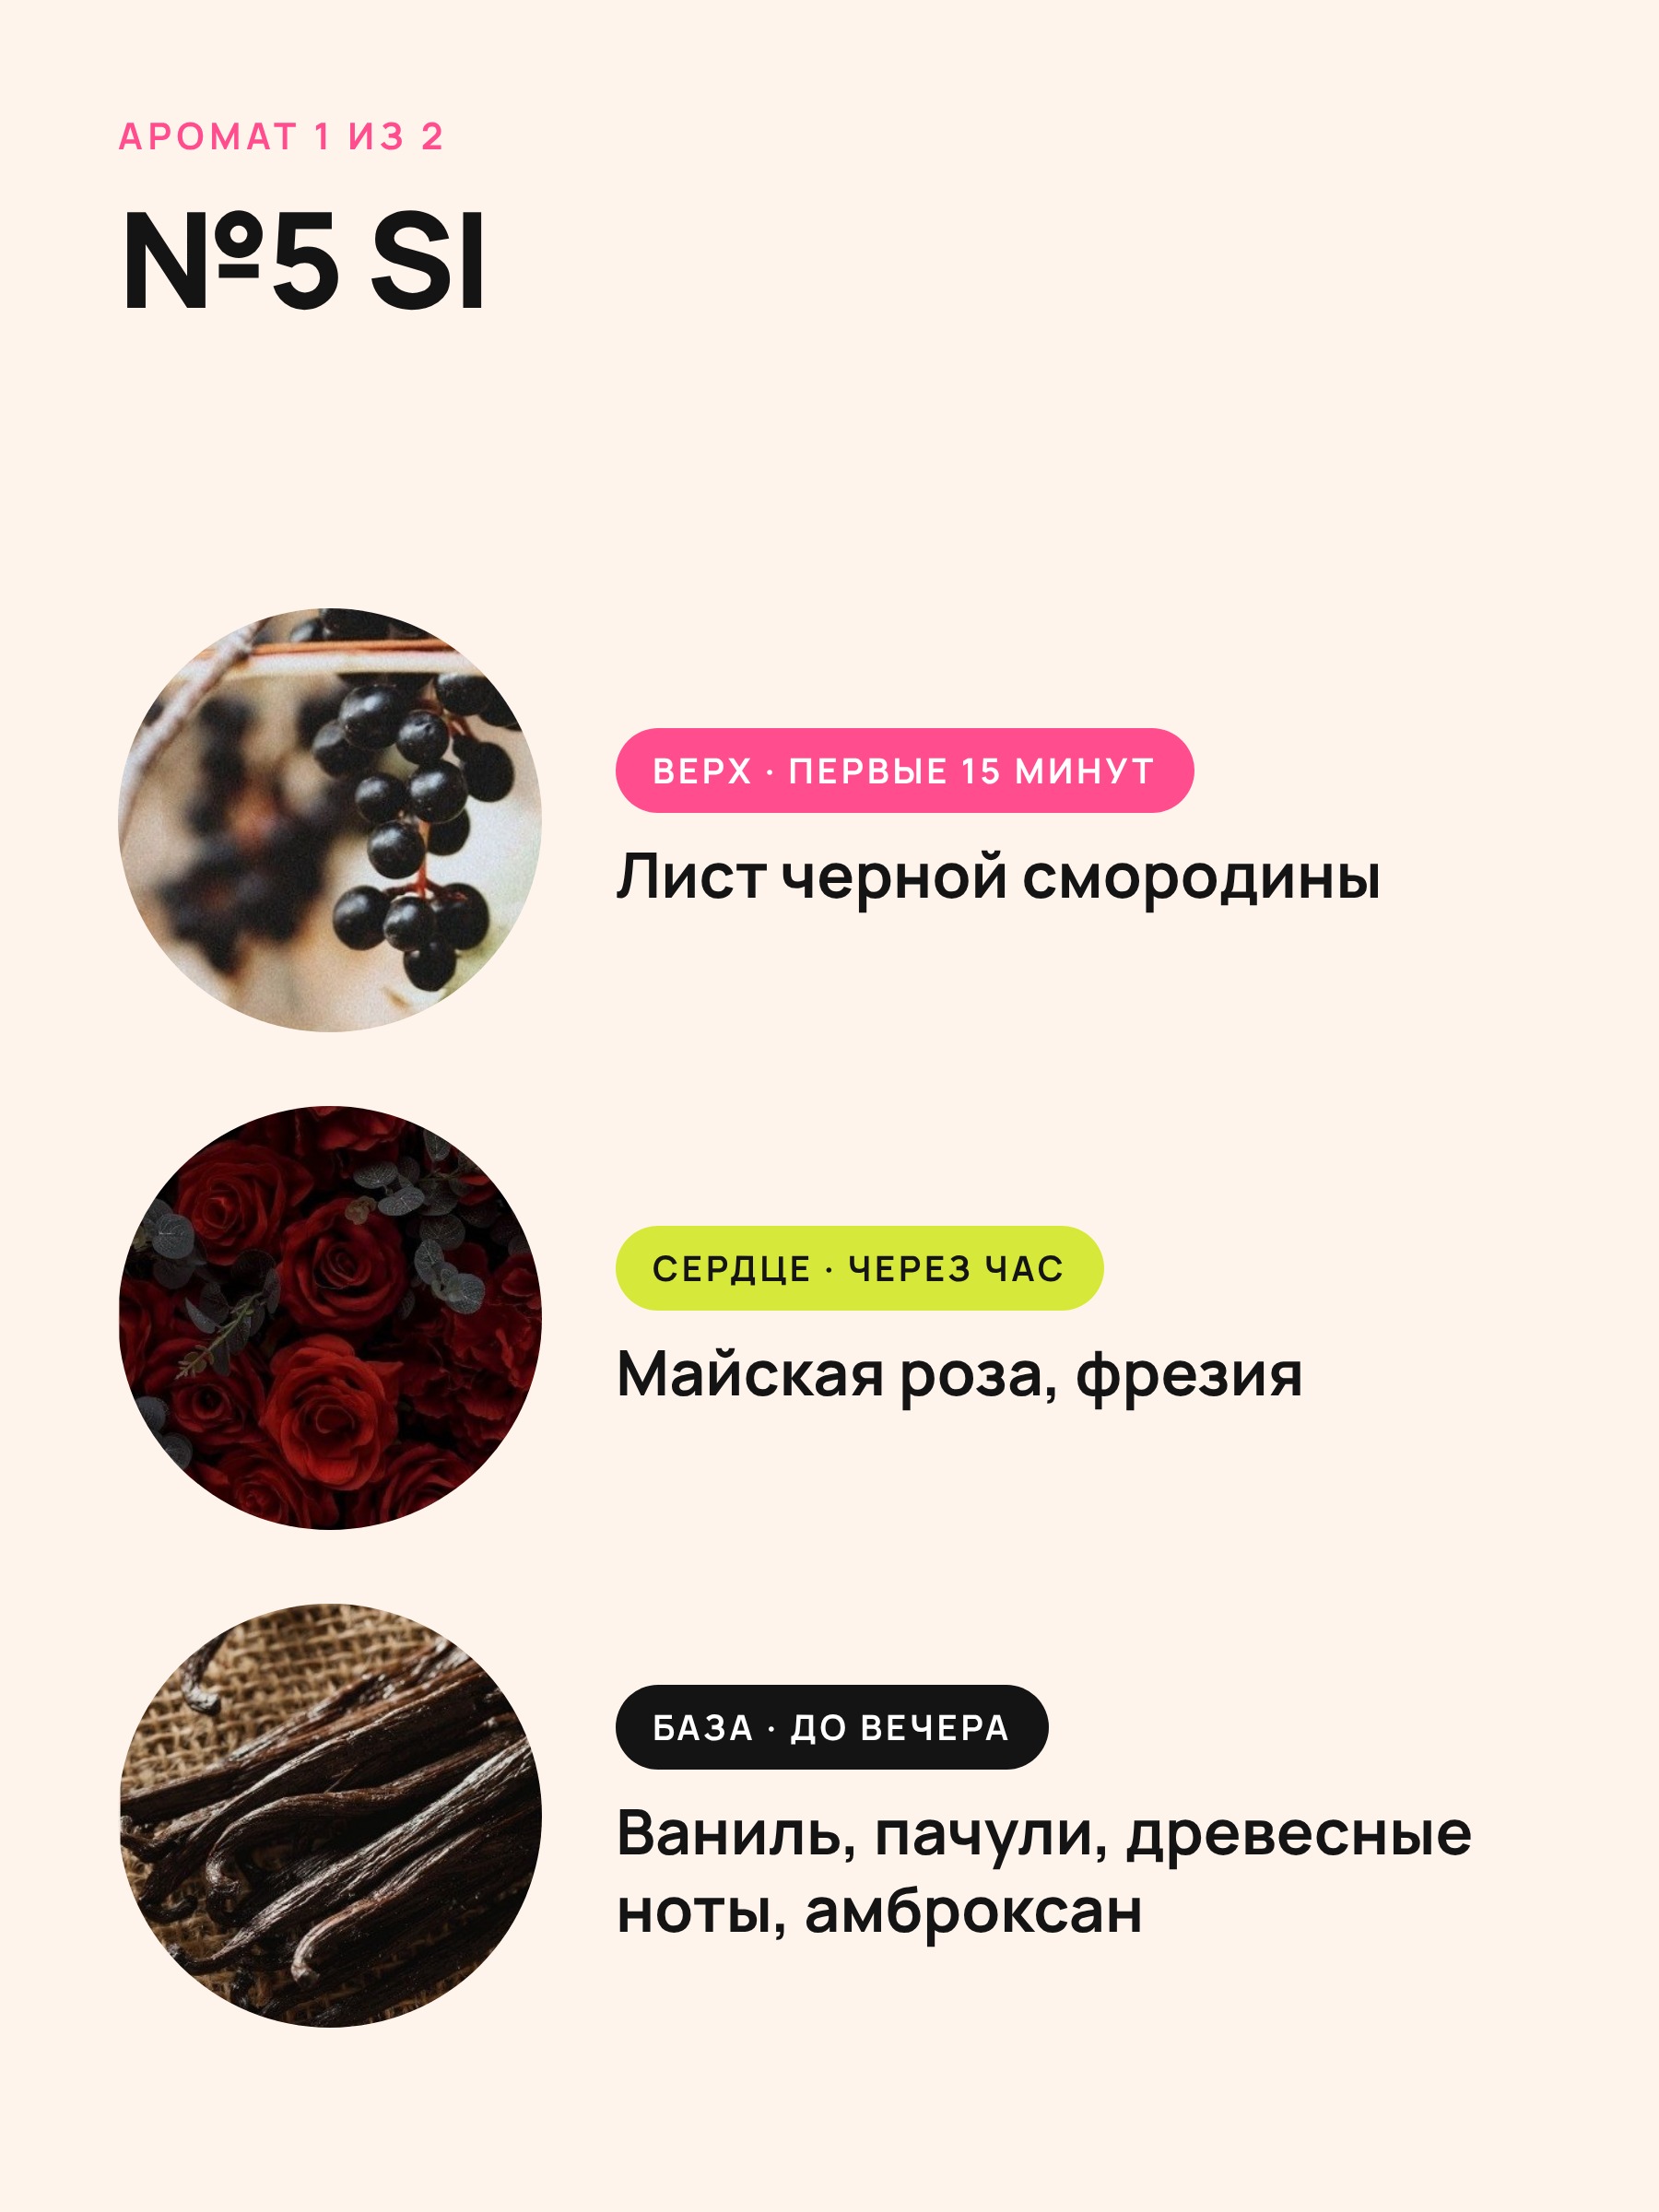 АРОМАТ 1 ИЗ 2
№5 SI
ВЕРХ · ПЕРВЫЕ 15 МИНУТ
Лист черной смородины
СЕРДЦЕ · ЧЕРЕЗ ЧАС
Майская роза, фрезия
БАЗА · ДО ВЕЧЕРА
Ваниль, пачули, древесные
ноты, амброксан